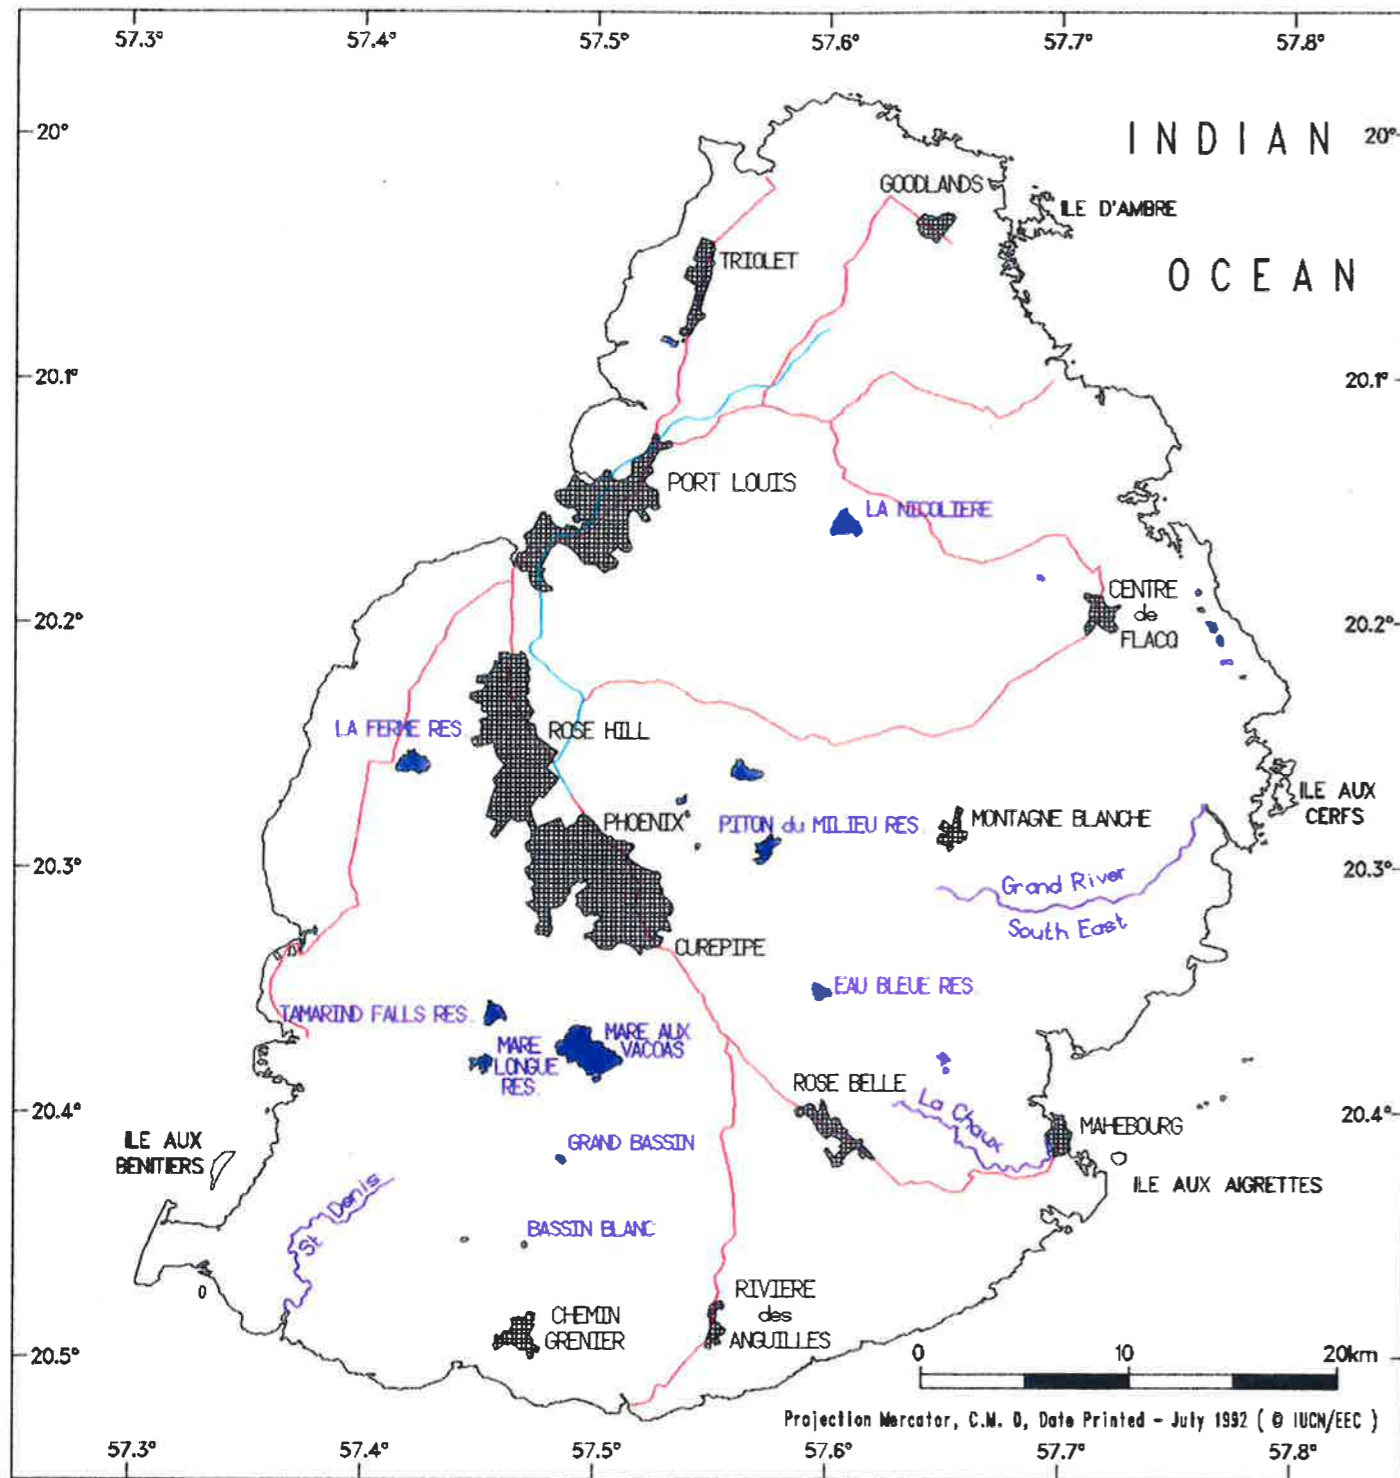 57.3° 57.4° 57.5° 57.6° 57.7° 57.8°
20° INDIAN 20°
GOODLANDS
ILE D'AMBRE
TRIOLET
OCEAN
20.1° 20.1°
PORT LOUIS
LA NICOLIERE
CENTRE
de
FLACQ
20.2° 20.2°
LA FERME RES.
ROSE HILL
ILE AUX
CERFS
PHOENIX
PITON du MILIEU RES.
MONTAGNE BLANCHE
20.3° 20.3°
Grand River
South East
CUREPIPE
EAU BLEUE RES.
TAMARIND FALLS RES.
MARE AUX
VACOAS
MARE
LONGUE
RES.
ROSE BELLE
La Chaux
20.4° 20.4°
MAHEBOURG
ILE AUX
BENITIERS
GRAND BASSIN
ILE AUX AIGRETTES
St Denis
BASSIN BLANC
RIVIERE
des
ANGUILLES
CHEMIN
GRENIER
20.5°
0 10 20km
Projection Mercator, C.M. 0, Date Printed - July 1992 ( © IUCN/EEC )
57.3° 57.4° 57.5° 57.6° 57.7° 57.8°